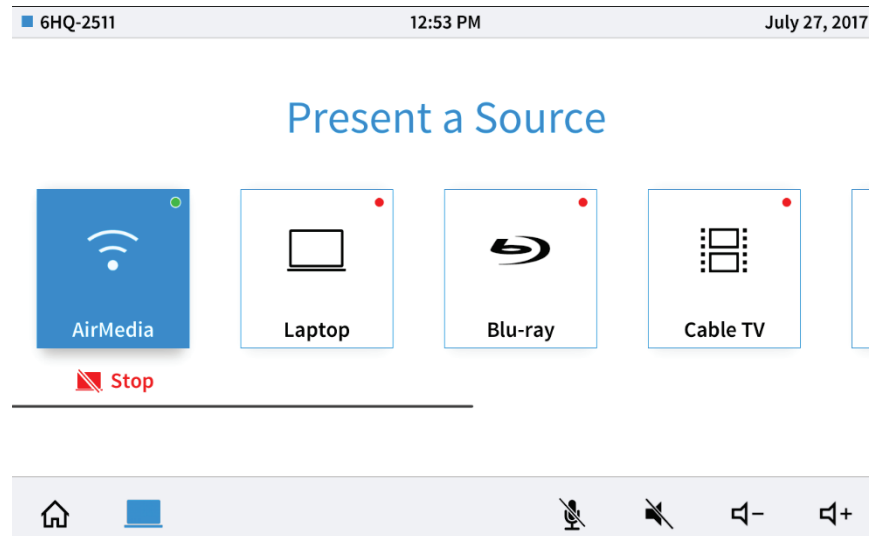 6HQ-2511 12:53 PM July 27, 2017
Present a Source
AirMedia Laptop Blu-ray Cable TV
Stop